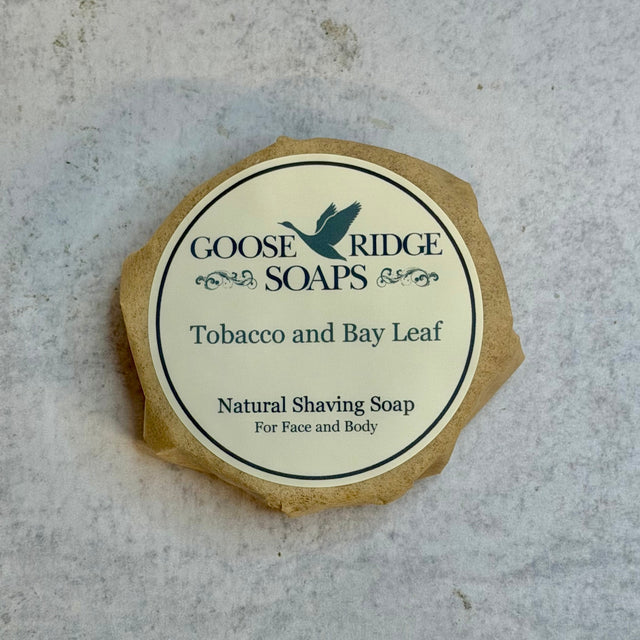 GOOSE RIDGE
SOAPS
Tobacco and Bay Leaf
Natural Shaving Soap
For Face and Body